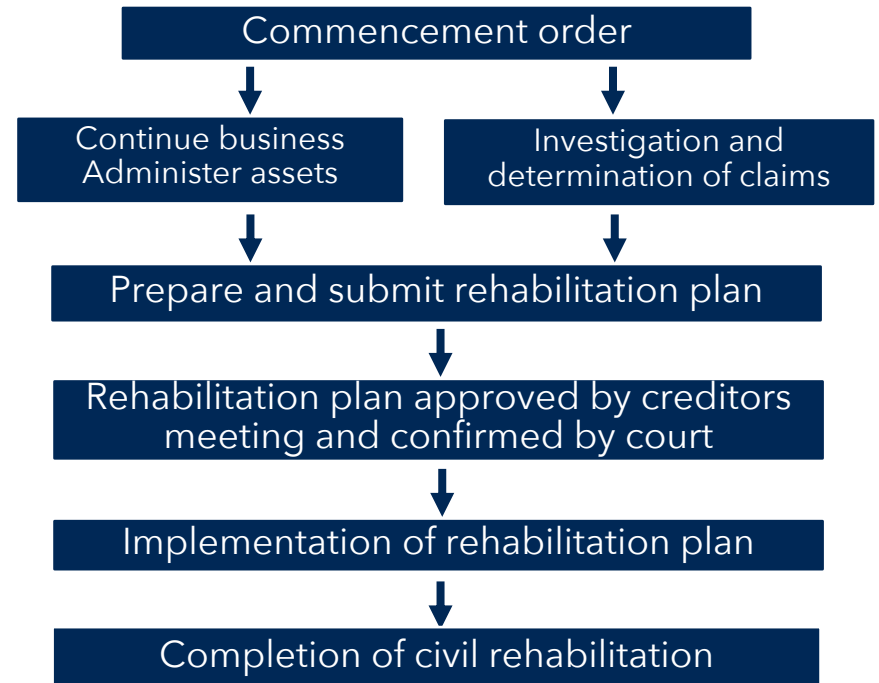 Commencement order
Continue business
Administer assets
Investigation and
determination of claims
Prepare and submit rehabilitation plan
Rehabilitation plan approved by creditors
meeting and confirmed by court
Implementation of rehabilitation plan
Completion of civil rehabilitation